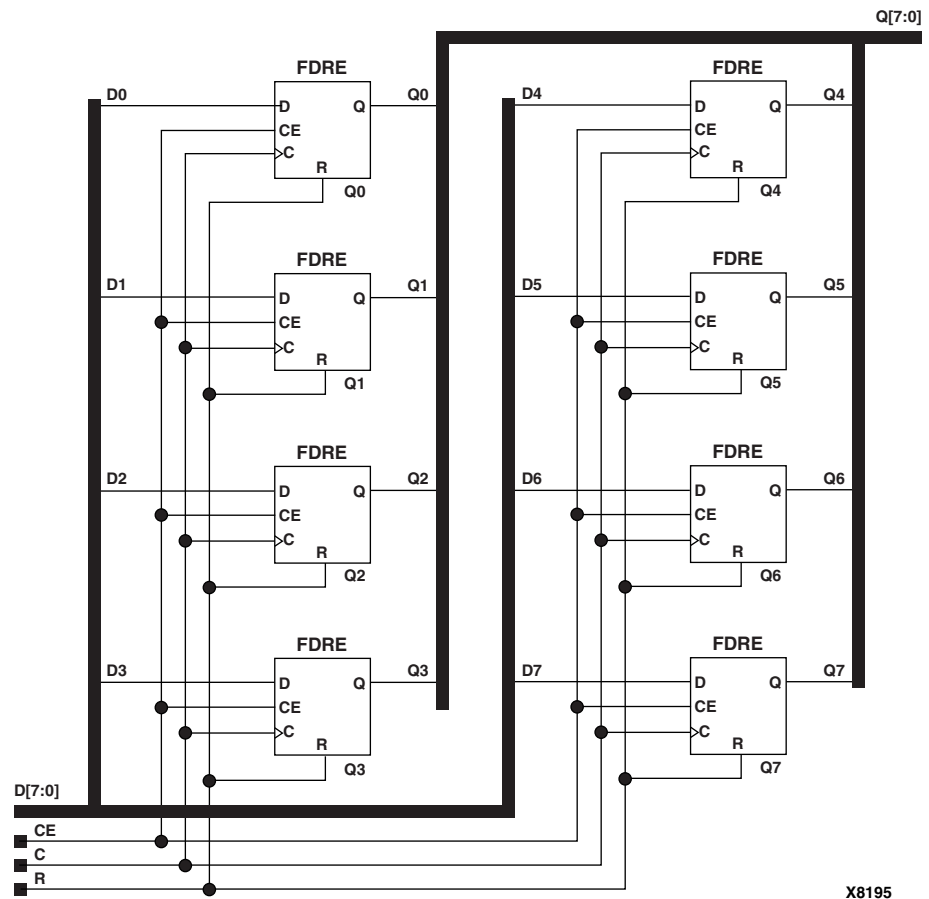 Q[7:0]
FDRE
D0
D
Q
Q0
CE
C
R
Q0
FDRE
D1
D
Q
Q1
CE
C
R
Q1
FDRE
D2
D
Q
Q2
CE
C
R
Q2
FDRE
D3
D
Q
Q3
CE
C
R
Q3
FDRE
D4
D
Q
Q4
CE
C
R
Q4
FDRE
D5
D
Q
Q5
CE
C
R
Q5
FDRE
D6
D
Q
Q6
CE
C
R
Q6
FDRE
D7
D
Q
Q7
CE
C
R
Q7
D[7:0]
CE
C
R
X8195